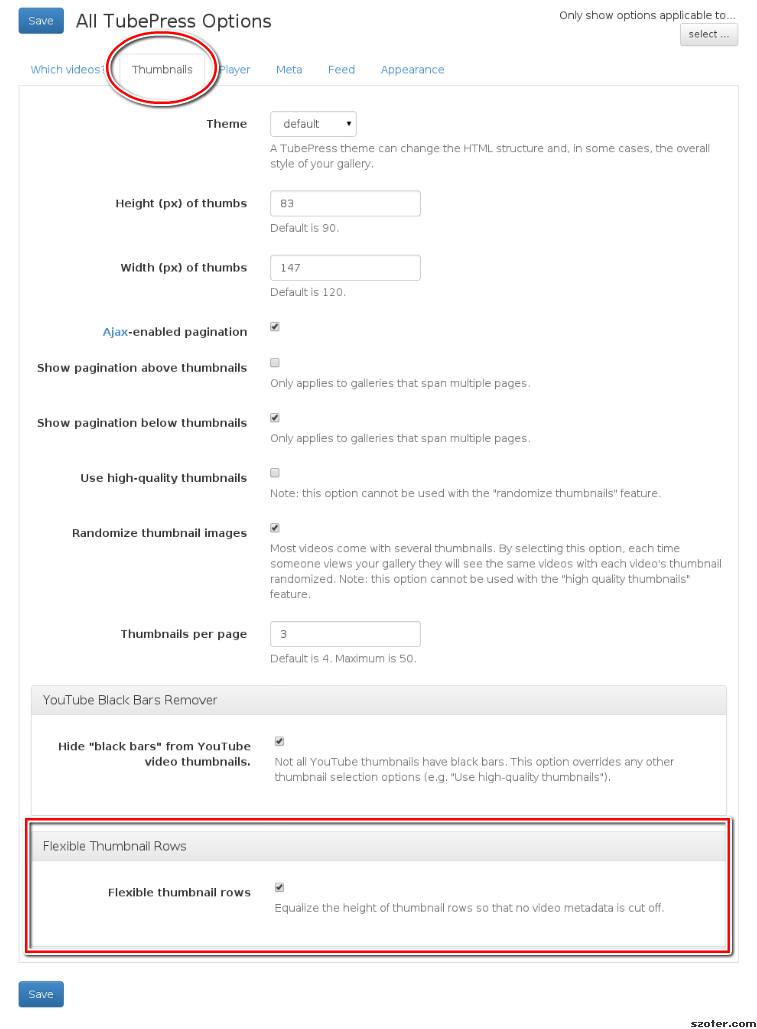 Save
All TubePress Options
Only show options applicable to...
select ...
Which videos?
Thumbnails
Player
Meta
Feed
Appearance
Theme
default
A TubePress theme can change the HTML structure and, in some cases, the overall
style of your gallery.
Height (px) of thumbs
83
Default is 90.
Width (px) of thumbs
147
Default is 120.
Ajax-enabled pagination
Show pagination above thumbnails
Only applies to galleries that span multiple pages.
Show pagination below thumbnails
Only applies to galleries that span multiple pages.
Use high-quality thumbnails
Note: this option cannot be used with the "randomize thumbnails" feature.
Randomize thumbnail images
Most videos come with several thumbnails. By selecting this option, each time
someone views your gallery they will see the same videos with each video's thumbnail
randomized. Note: this option cannot be used with the "high quality thumbnails"
feature.
Thumbnails per page
3
Default is 4. Maximum is 50.
YouTube Black Bars Remover
Hide "black bars" from YouTube
video thumbnails.
Not all YouTube thumbnails have black bars. This option overrides any other
thumbnail selection options (e.g. "Use high-quality thumbnails").
Flexible Thumbnail Rows
Flexible thumbnail rows
Equalize the height of thumbnail rows so that no video metadata is cut off.
Save
szoter.com